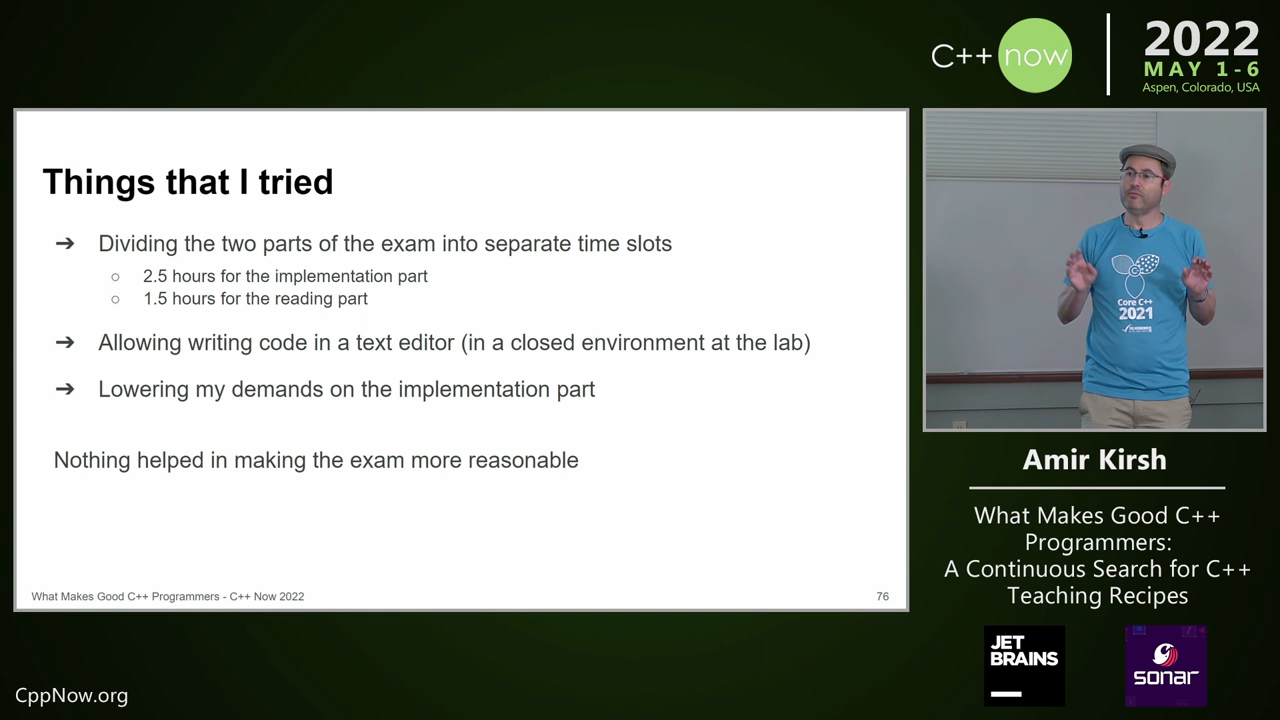 C++ now
2022
MAY 1-6
Aspen, Colorado, USA
Things that I tried
➔ Dividing the two parts of the exam into separate time slots
○ 2.5 hours for the implementation part
○ 1.5 hours for the reading part
➔ Allowing writing code in a text editor (in a closed environment at the lab)
➔ Lowering my demands on the implementation part
Nothing helped in making the exam more reasonable
What Makes Good C++ Programmers - C++ Now 2022
76
C
Core C++
2021
Amir Kirsh
What Makes Good C++
Programmers:
A Continuous Search for C++
Teaching Recipes
JET
BRAINS
sonar
CppNow.org